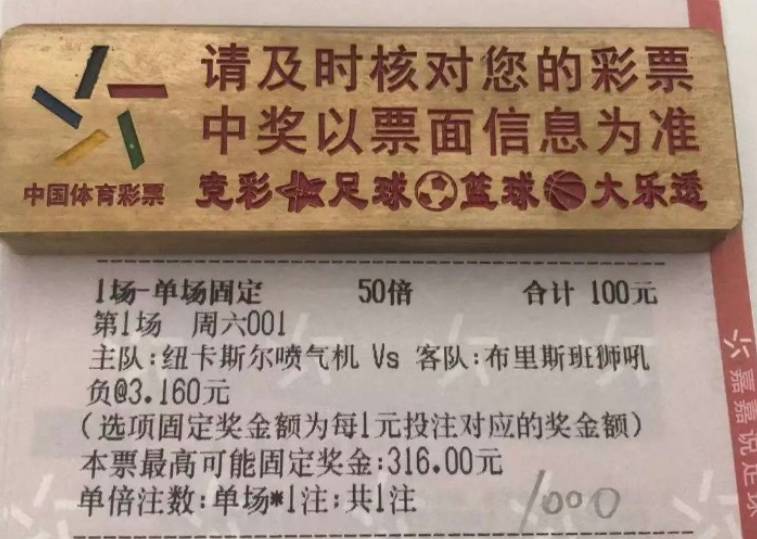 请及时核对您的彩票
中奖以票面信息为准
中国体育彩票
竞彩 足球 篮球 大乐透
1场-单场固定 50倍 合计 100元
第1场 周六001
主队:纽卡斯尔喷气机 Vs 客队:布里斯班狮吼
负@3.160元
(选项固定奖金额为每1元投注对应的奖金额)
本票最高可能固定奖金:316.00元
单倍注数:单场*1注;共1注
1000
嘉嘉说足球